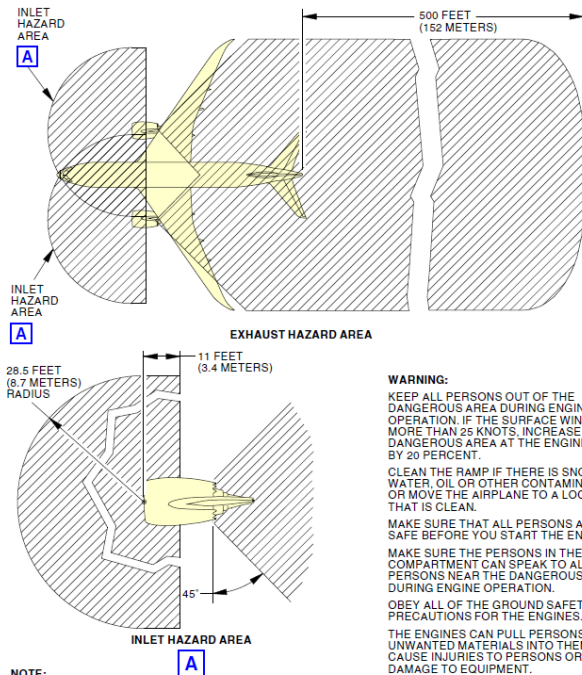 INLET
HAZARD
AREA
A
500 FEET
(152 METERS)
INLET
HAZARD
AREA
A
EXHAUST HAZARD AREA
11 FEET
(3.4 METERS)
28.5 FEET
(8.7 METERS)
RADIUS
45°
INLET HAZARD AREA
A
NOTE:
WARNING:
KEEP ALL PERSONS OUT OF THE
DANGEROUS AREA DURING ENGIN
OPERATION. IF THE SURFACE WIN
MORE THAN 25 KNOTS, INCREASE
DANGEROUS AREA AT THE ENGINE
BY 20 PERCENT.
CLEAN THE RAMP IF THERE IS SNO
WATER, OIL OR OTHER CONTAMIN
OR MOVE THE AIRPLANE TO A LOC
THAT IS CLEAN.
MAKE SURE THAT ALL PERSONS A
SAFE BEFORE YOU START THE EN
MAKE SURE THE PERSONS IN THE
COMPARTMENT CAN SPEAK TO AL
PERSONS NEAR THE DANGEROUS
DURING ENGINE OPERATION.
OBEY ALL OF THE GROUND SAFET
PRECAUTIONS FOR THE ENGINES.
THE ENGINES CAN PULL PERSONS
UNWANTED MATERIALS INTO THEM
CAUSE INJURIES TO PERSONS OR
DAMAGE TO EQUIPMENT.